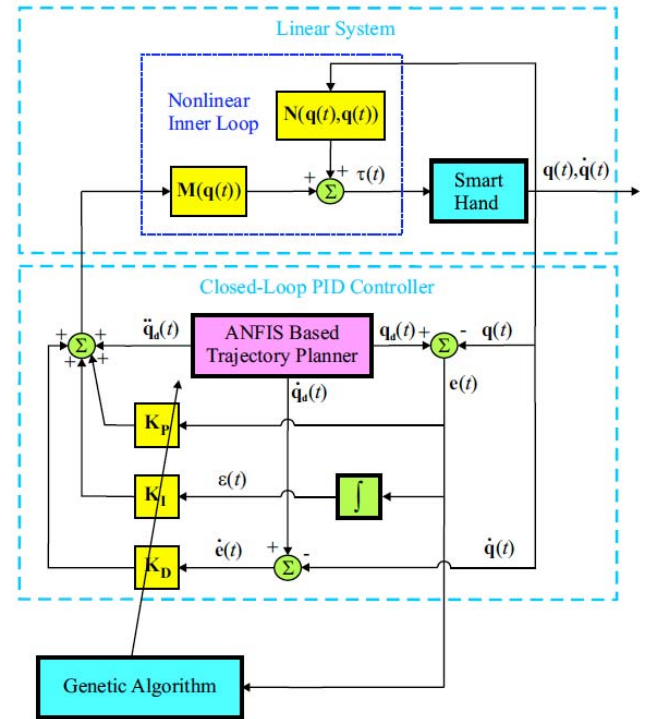 Linear System
Nonlinear
Inner Loop
N(q(t),q(t))
+
+
τ(t)
M(q(t))
Σ
Smart
Hand
q(t),q̇(t)
Closed-Loop PID Controller
+
+
+
+
Σ
q̈d(t)
ANFIS Based
Trajectory Planner
qd(t)
+
Σ
-
q(t)
q̇d(t)
e(t)
KP
KI
ε(t)
∫
KD
ė(t)
+
Σ
-
q̇(t)
Genetic Algorithm